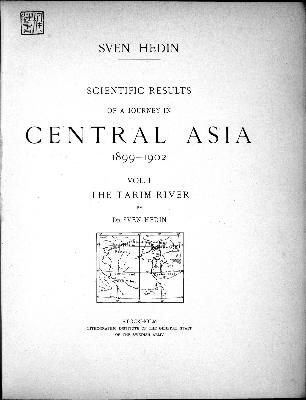 SVEN HEDIN
SCIENTIFIC RESULTS
OF A JOURNEY IN
CENTRAL ASIA
1899–1902
VOL. I
THE TARIM RIVER
BY
Dr SVEN HEDIN
STOCKHOLM
LITHOGRAPHIC INSTITUTE OF THE GENERAL STAFF
OF THE SWEDISH ARMY